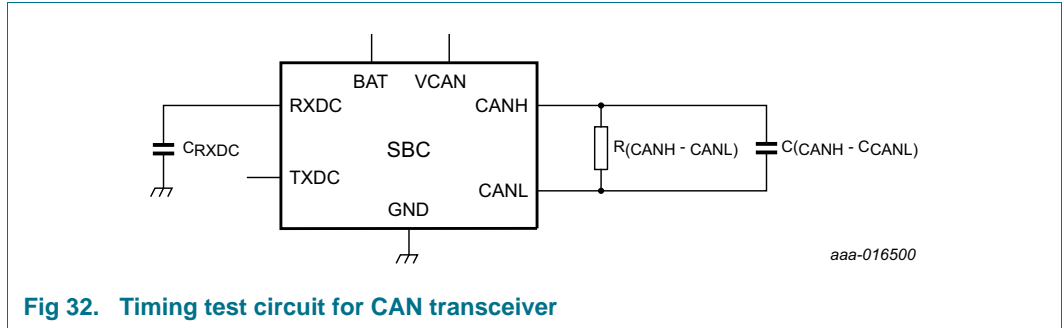 BAT VCAN
RXDC CANH
CRXDC SBC R(CANH - CANL) C(CANH - CCANL)
TXDC CANL
GND
aaa-016500
Fig 32. Timing test circuit for CAN transceiver